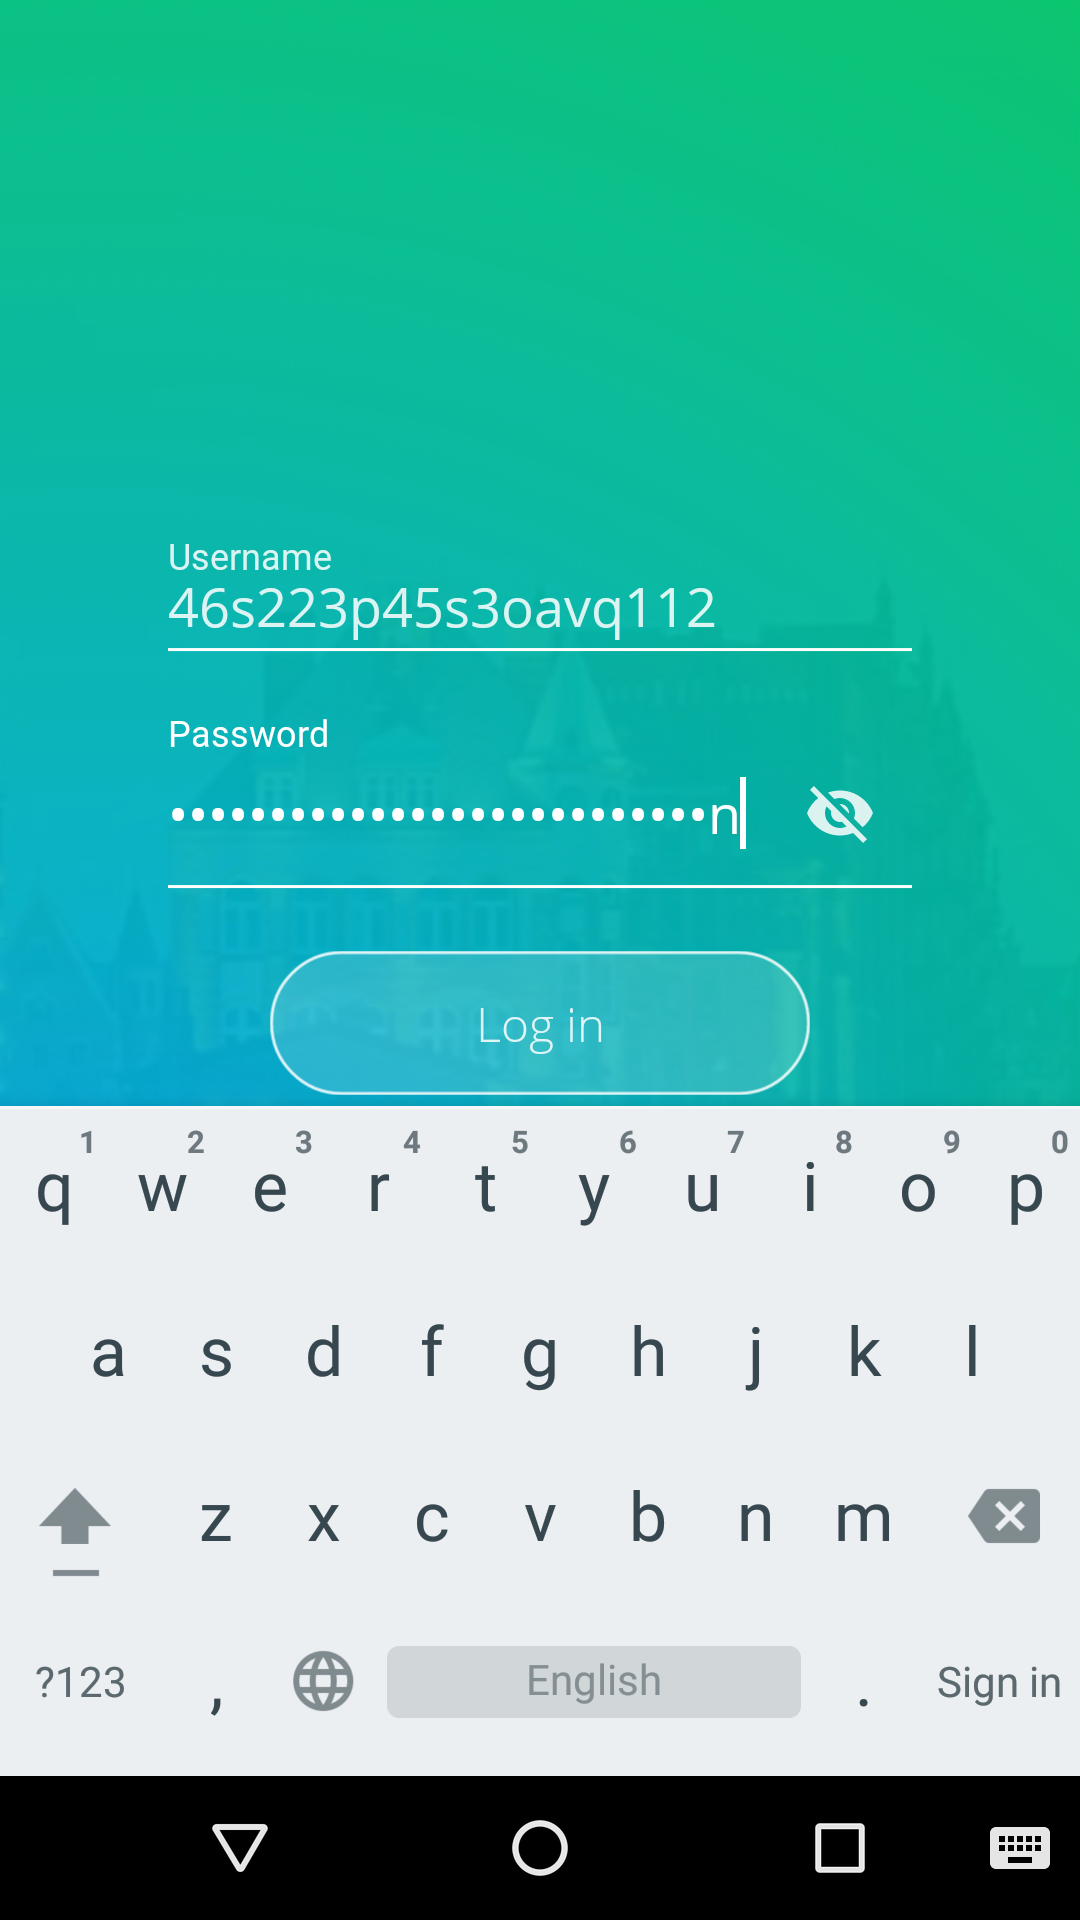 Username
46s223p45s3oavq112
Password
•••••••••••••••••••••••••••n
Log in
1 2 3 4 5 6 7 8 9 0
q w e r t y u i o p
a s d f g h j k l
z x c v b n m
?123 , English . Sign in